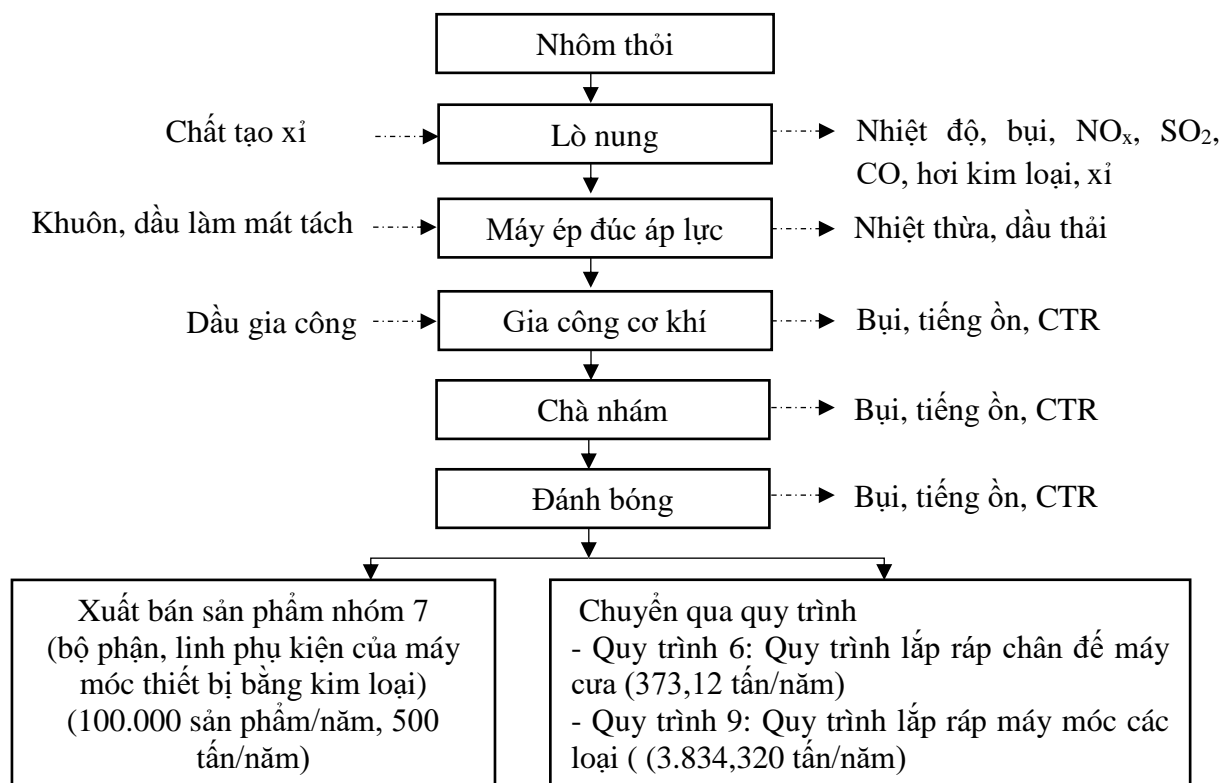 Nhôm thỏi
Chất tạo xỉ
Lò nung
Nhiệt độ, bụi, NOₓ, SO₂,
CO, hơi kim loại, xỉ
Khuôn, dầu làm mát tách
Máy ép đúc áp lực
Nhiệt thừa, dầu thải
Dầu gia công
Gia công cơ khí
Bụi, tiếng ồn, CTR
Chà nhám
Bụi, tiếng ồn, CTR
Đánh bóng
Bụi, tiếng ồn, CTR
Xuất bán sản phẩm nhóm 7
(bộ phận, linh phụ kiện của máy
móc thiết bị bằng kim loại)
(100.000 sản phẩm/năm, 500
tấn/năm)
Chuyển qua quy trình
- Quy trình 6: Quy trình lắp ráp chân đế máy
cưa (373,12 tấn/năm)
- Quy trình 9: Quy trình lắp ráp máy móc các
loại ( (3.834,320 tấn/năm)